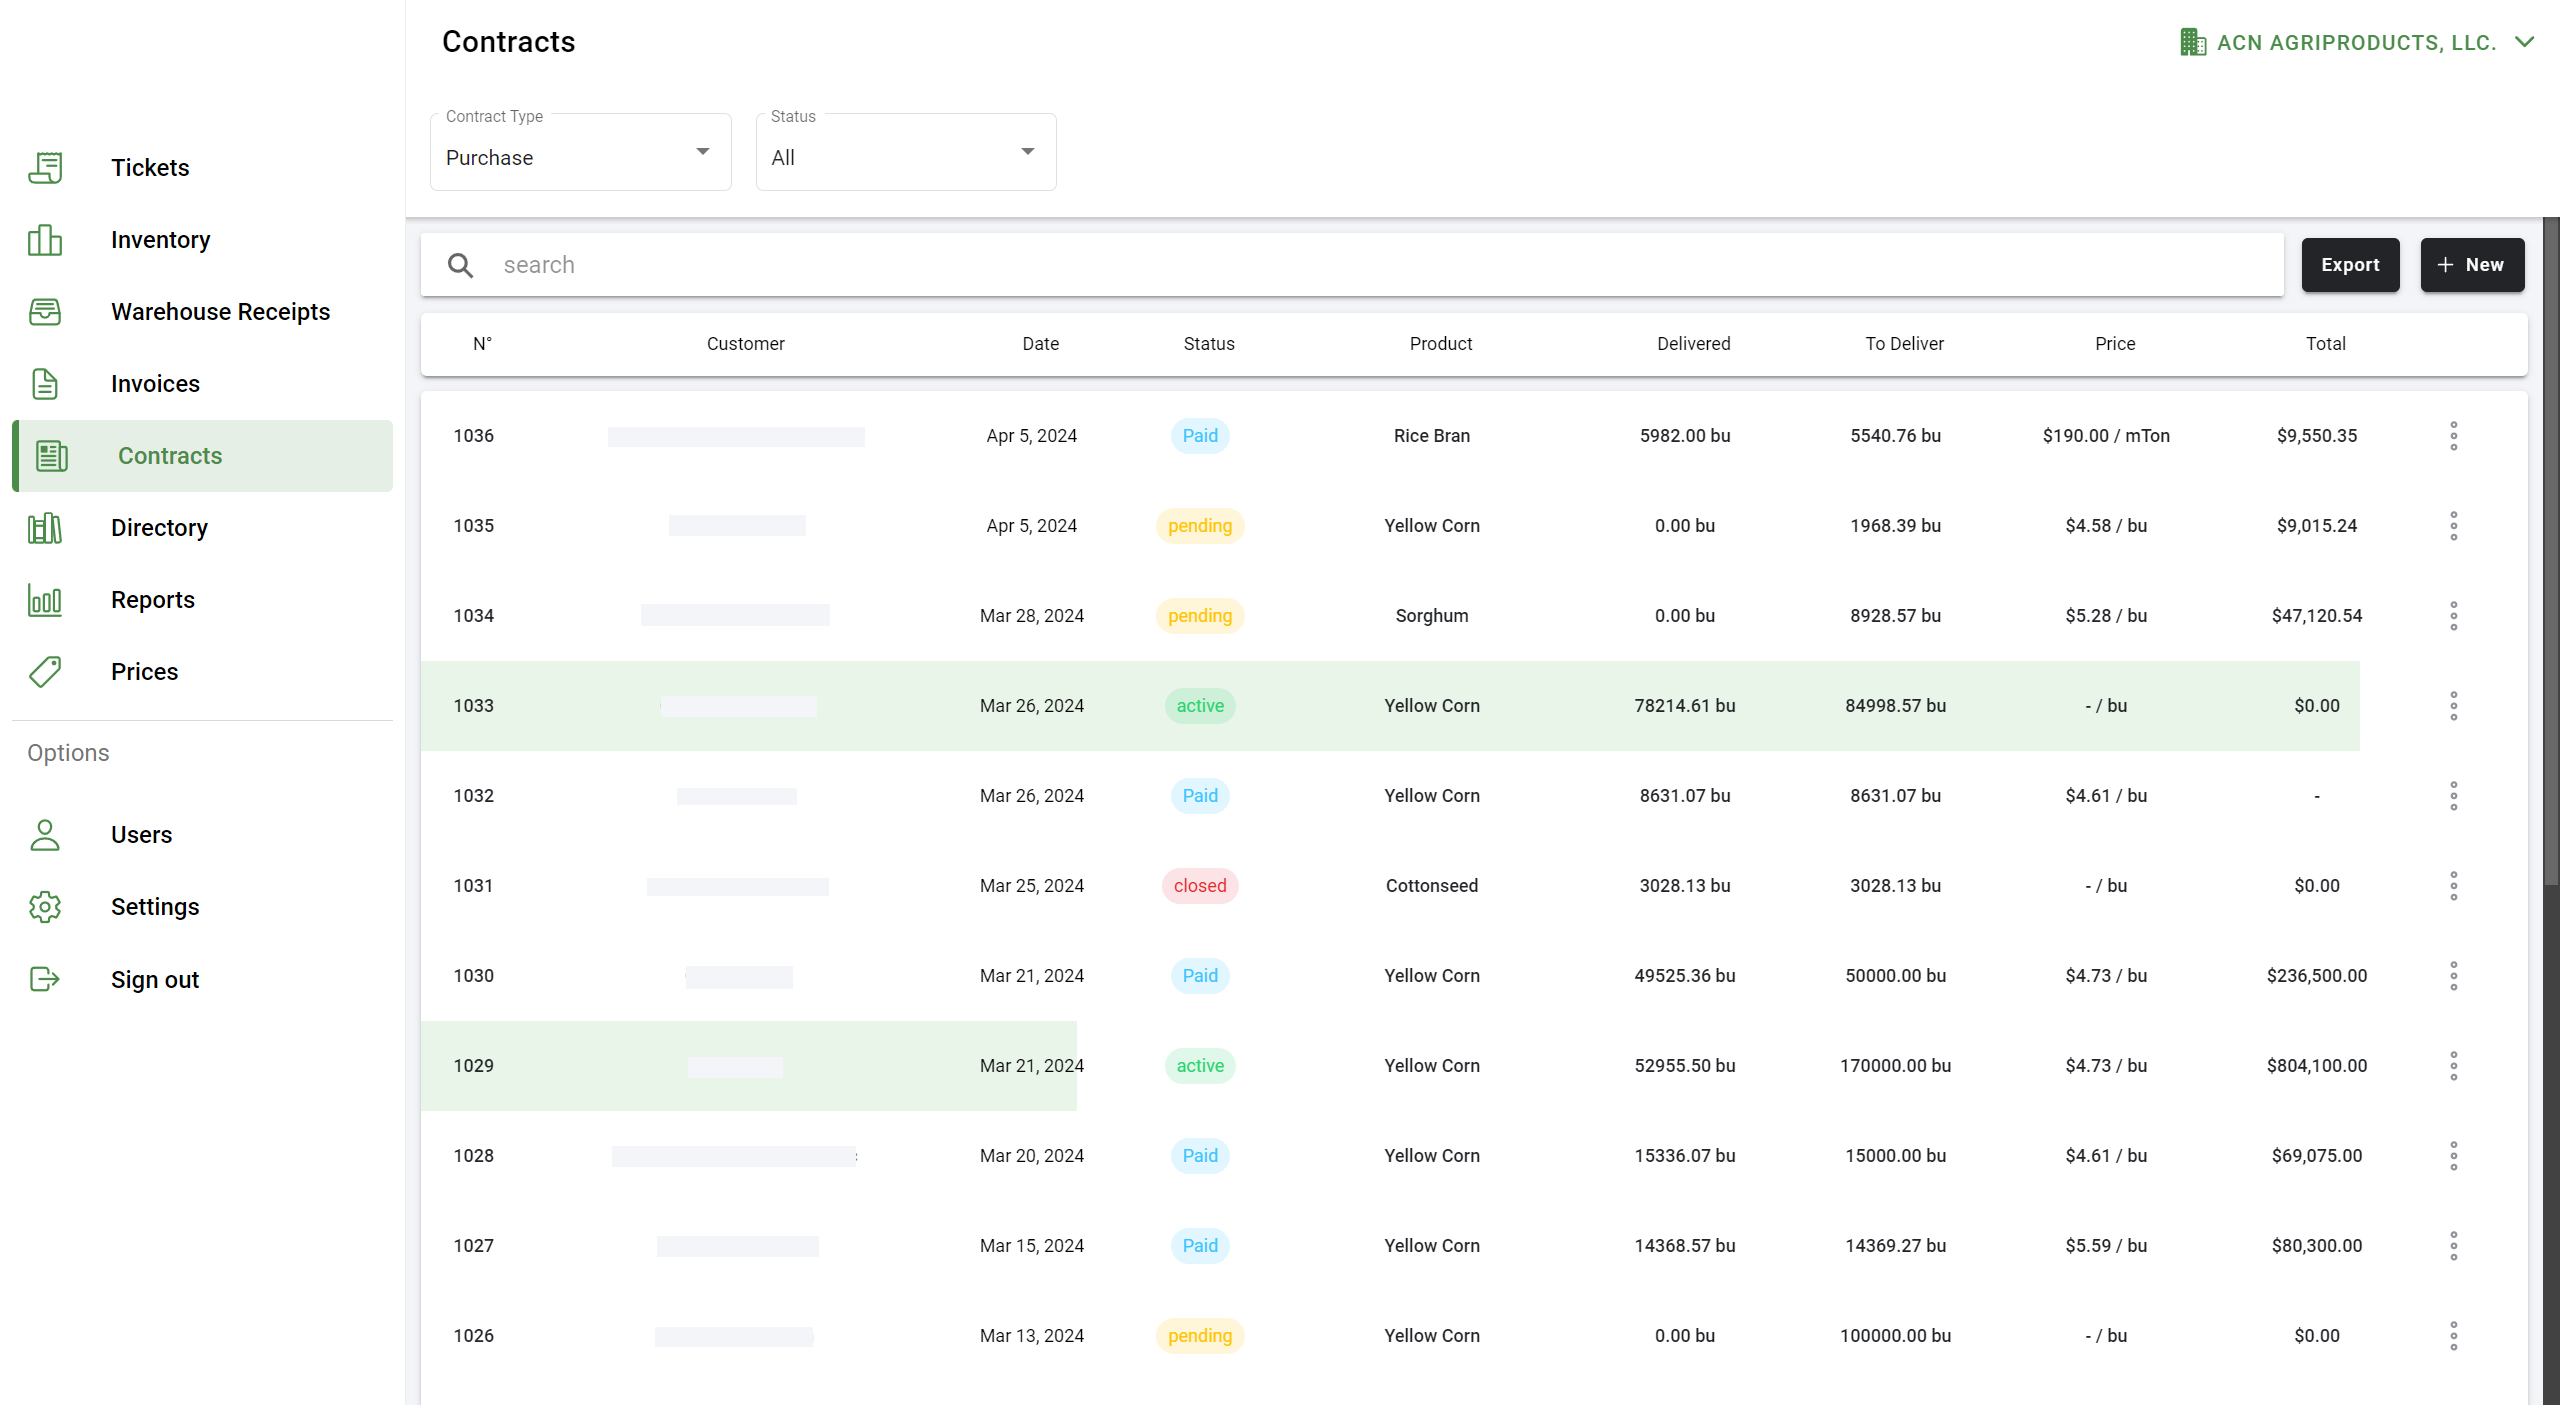 Contracts
ACN AGRIPRODUCTS, LLC.
Contract Type
Purchase
Status
All
Tickets
Inventory
Warehouse Receipts
Invoices
Contracts
Directory
Reports
Prices
Options
Users
Settings
Sign out
search
Export
+ New
N° Customer Date Status Product Delivered To Deliver Price Total
1036 Apr 5, 2024 Paid Rice Bran 5982.00 bu 5540.76 bu $190.00 / mTon $9,550.35
1035 Apr 5, 2024 pending Yellow Corn 0.00 bu 1968.39 bu $4.58 / bu $9,015.24
1034 Mar 28, 2024 pending Sorghum 0.00 bu 8928.57 bu $5.28 / bu $47,120.54
1033 Mar 26, 2024 active Yellow Corn 78214.61 bu 84998.57 bu - / bu $0.00
1032 Mar 26, 2024 Paid Yellow Corn 8631.07 bu 8631.07 bu $4.61 / bu -
1031 Mar 25, 2024 closed Cottonseed 3028.13 bu 3028.13 bu - / bu $0.00
1030 Mar 21, 2024 Paid Yellow Corn 49525.36 bu 50000.00 bu $4.73 / bu $236,500.00
1029 Mar 21, 2024 active Yellow Corn 52955.50 bu 170000.00 bu $4.73 / bu $804,100.00
1028 Mar 20, 2024 Paid Yellow Corn 15336.07 bu 15000.00 bu $4.61 / bu $69,075.00
1027 Mar 15, 2024 Paid Yellow Corn 14368.57 bu 14369.27 bu $5.59 / bu $80,300.00
1026 Mar 13, 2024 pending Yellow Corn 0.00 bu 100000.00 bu - / bu $0.00